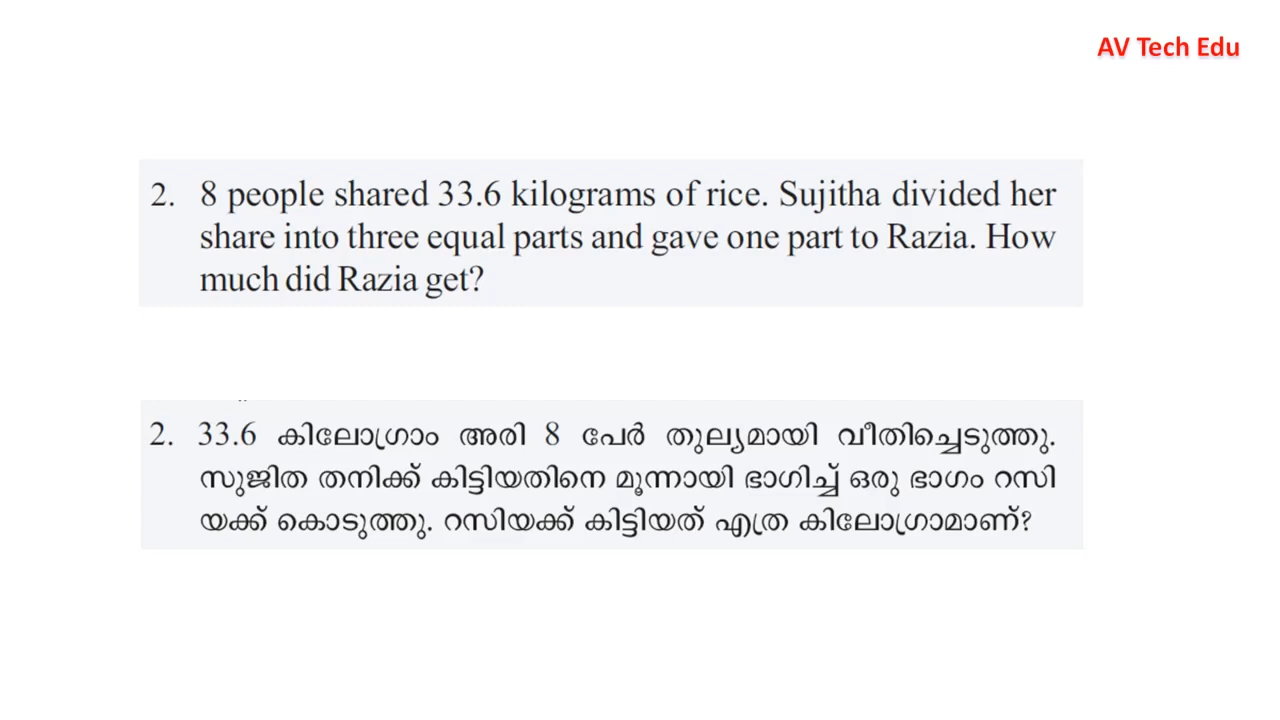 AV Tech Edu
2. 8 people shared 33.6 kilograms of rice. Sujitha divided her
share into three equal parts and gave one part to Razia. How
much did Razia get?
2. 33.6 കിലോഗ്രാം അരി 8 പേർ തുല്യമായി വീതിച്ചെടുത്തു.
സുജിത തനിക്ക് കിട്ടിയതിനെ മൂന്നായി ഭാഗിച്ച് ഒരു ഭാഗം റസി
യക്ക് കൊടുത്തു. റസിയക്ക് കിട്ടിയത് എത്ര കിലോഗ്രാമാണ്?